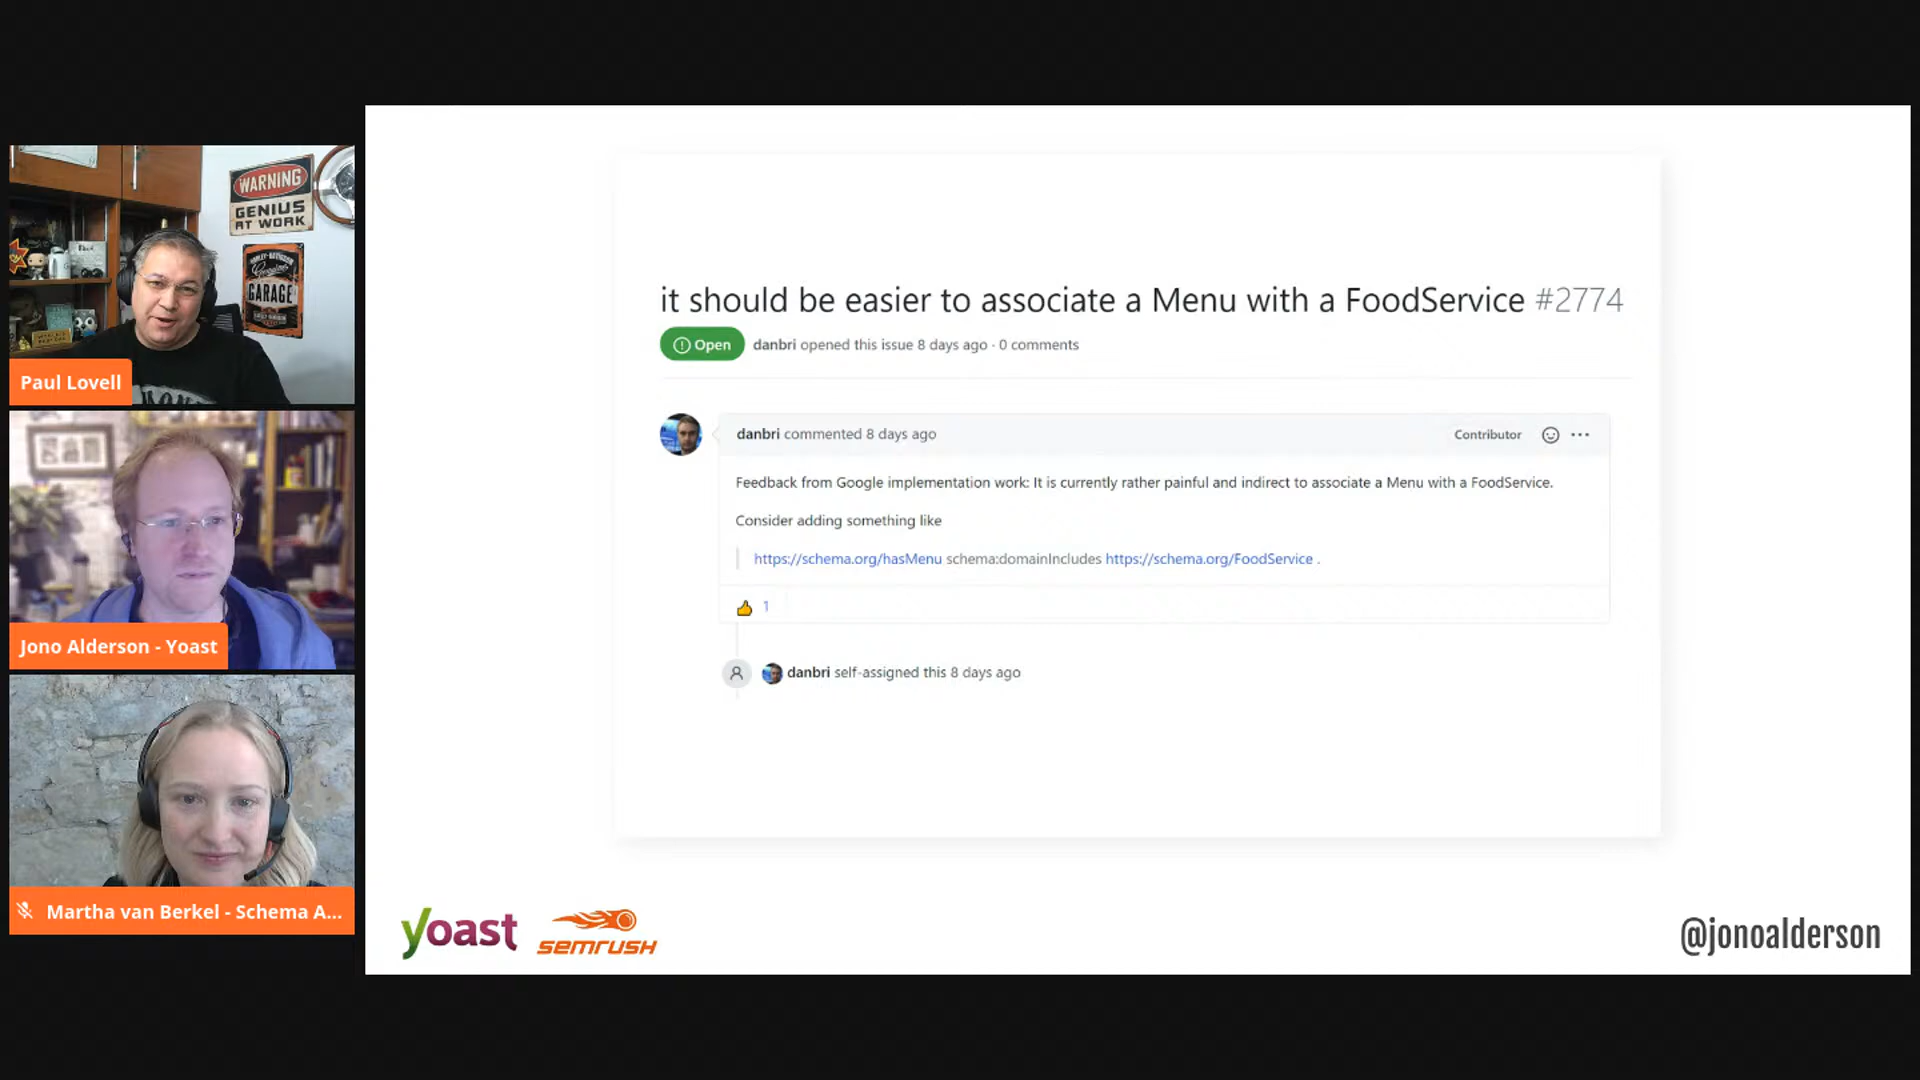 WARNING
GENIUS
AT WORK
HARLEY-DAVIDSON
GARAGE
Paul Lovell
Jono Alderson - Yoast
Martha van Berkel - Schema A...
it should be easier to associate a Menu with a FoodService #2774
Open danbri opened this issue 8 days ago · 0 comments
danbri commented 8 days ago Contributor
Feedback from Google implementation work: It is currently rather painful and indirect to associate a Menu with a FoodService.
Consider adding something like
https://schema.org/hasMenu schema:domainIncludes https://schema.org/FoodService .
👍 1
danbri self-assigned this 8 days ago
yoast semrush
@jonoalderson